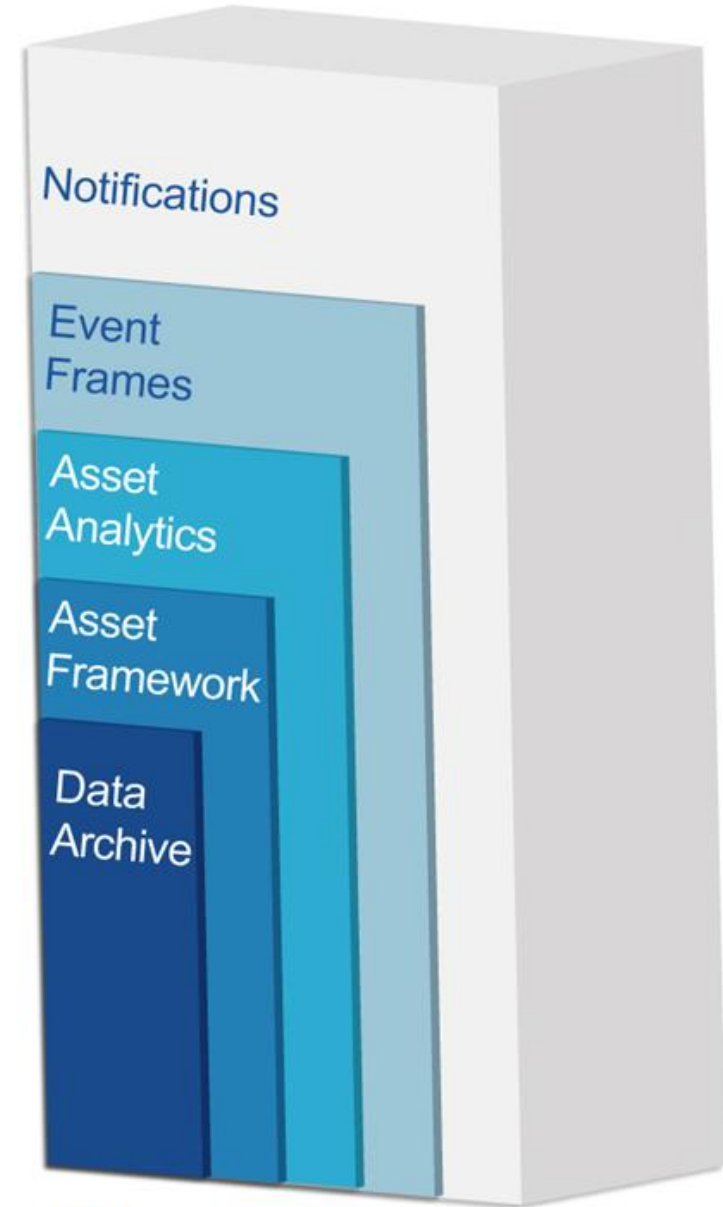 Notifications
Event
Frames
Asset
Analytics
Asset
Framework
Data
Archive